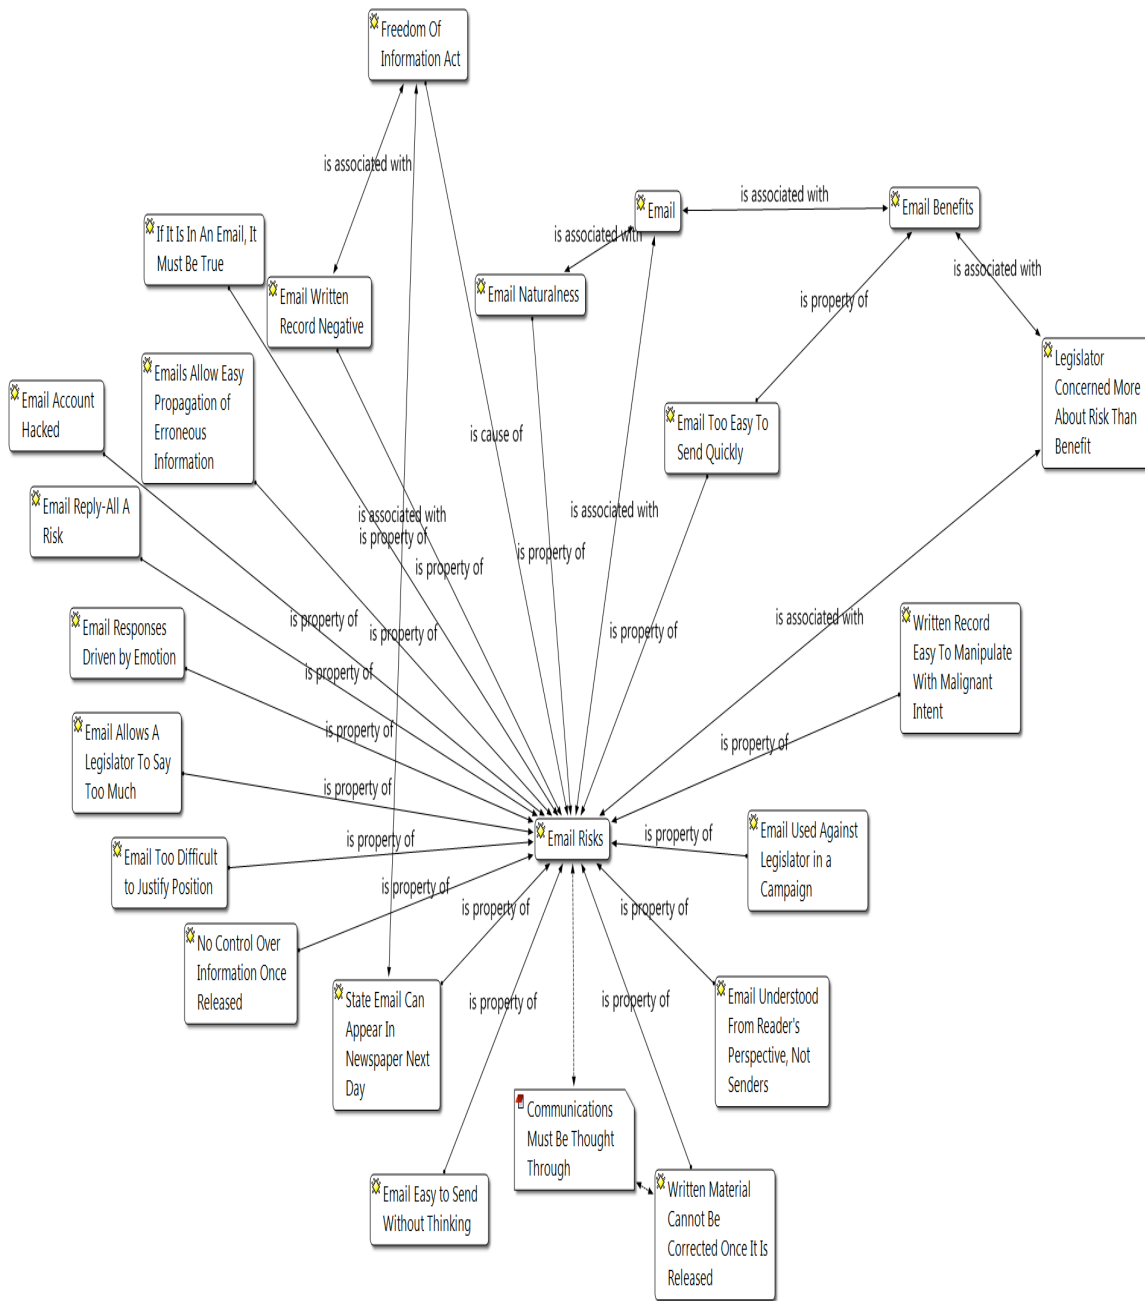 Freedom Of
Information Act
is associated with
Email
is associated with
Email Benefits
is associated with
If It Is In An Email, It
Must Be True
Email Written
Record Negative
Email Naturalness
is associated with
is property of
Legislator
Concerned More
About Risk Than
Benefit
Emails Allow Easy
Propagation of
Erroneous
Information
Email Account
Hacked
Email Too Easy To
Send Quickly
is cause of
Email Reply-All A
Risk
is associated with
is property of
is associated with
is property of
is property of
Email Responses
Driven by Emotion
is property of
is property of
is property of
is property of
is associated with
Written Record
Easy To Manipulate
With Malignant
Intent
Email Allows A
Legislator To Say
Too Much
is property of
is property of
is property of
Email Risks
Email Too Difficult
to Justify Position
is property of
is property of
Email Used Against
Legislator in a
Campaign
is property of
is property of
is property of
No Control Over
Information Once
Released
State Email Can
Appear In
Newspaper Next
Day
is property of
is property of
Email Understood
From Reader's
Perspective, Not
Senders
Communications
Must Be Thought
Through
Email Easy to Send
Without Thinking
Written Material
Cannot Be
Corrected Once It Is
Released